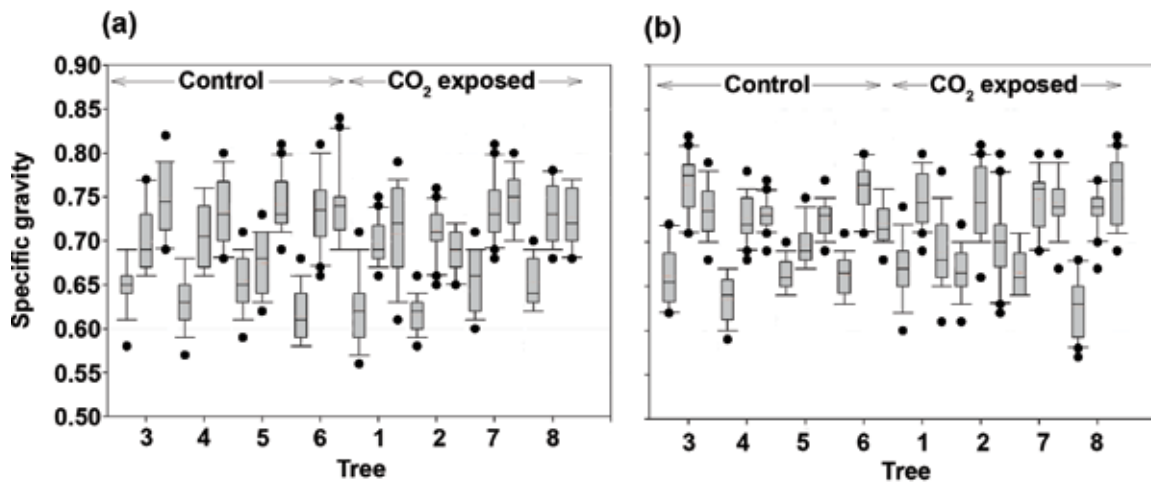 (a)
Control CO2 exposed
Specific gravity
0.90
0.85
0.80
0.75
0.70
0.65
0.60
0.55
0.50
3 4 5 6 1 2 7 8
Tree
(b)
Control CO2 exposed
3 4 5 6 1 2 7 8
Tree